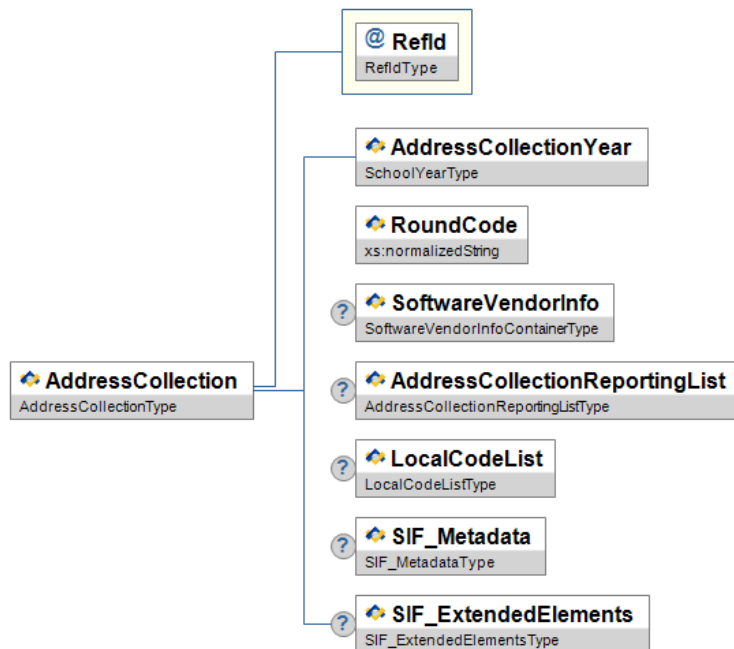 @ RefId
RefIdType
AddressCollectionYear
SchoolYearType
RoundCode
xs:normalizedString
? SoftwareVendorInfo
SoftwareVendorInfoContainerType
AddressCollection
AddressCollectionType
? AddressCollectionReportingList
AddressCollectionReportingListType
? LocalCodeList
LocalCodeListType
? SIF_Metadata
SIF_MetadataType
? SIF_ExtendedElements
SIF_ExtendedElementsType